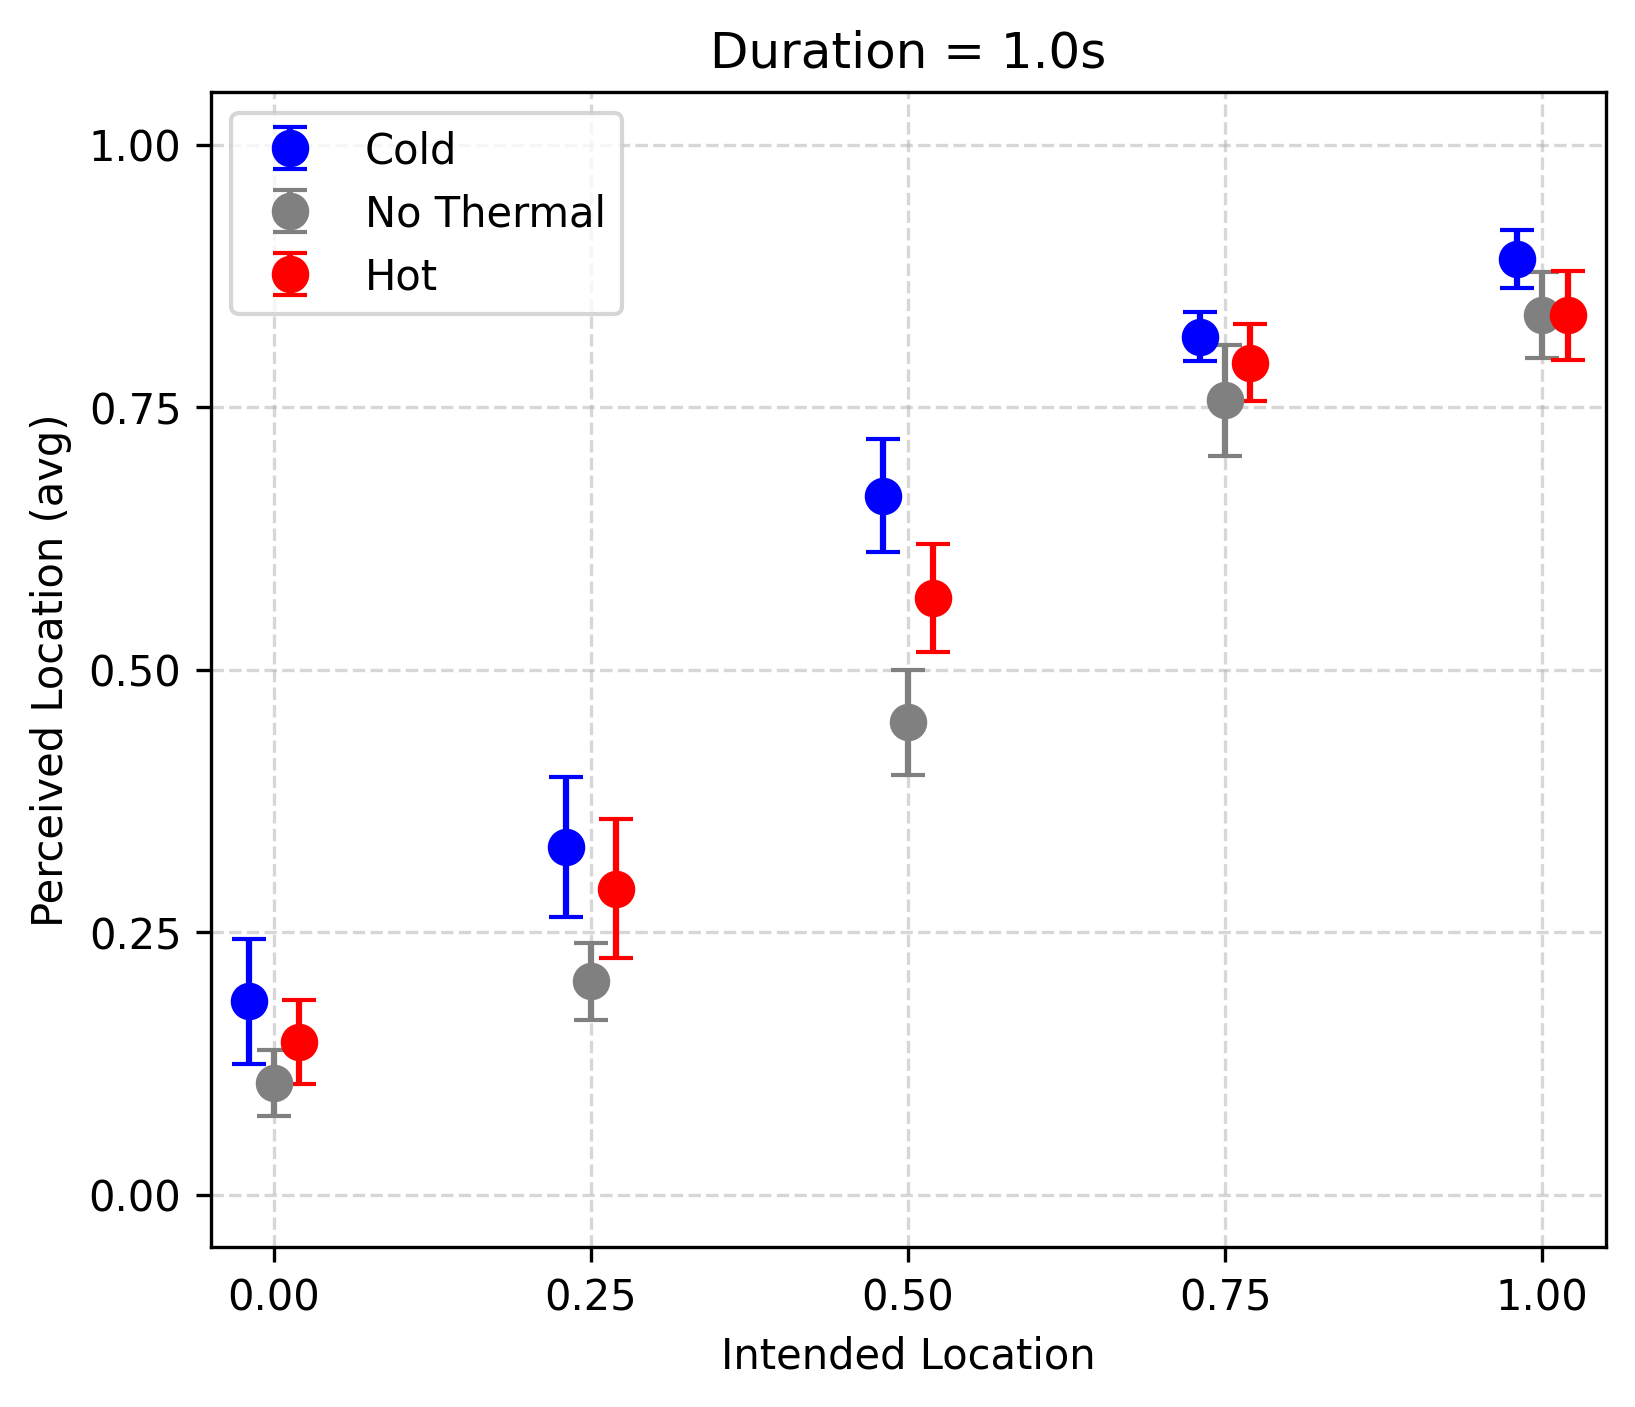 Duration = 1.0s
1.00
0.75
0.50
0.25
0.00
Perceived Location (avg)
Cold
No Thermal
Hot
0.00 0.25 0.50 0.75 1.00
Intended Location